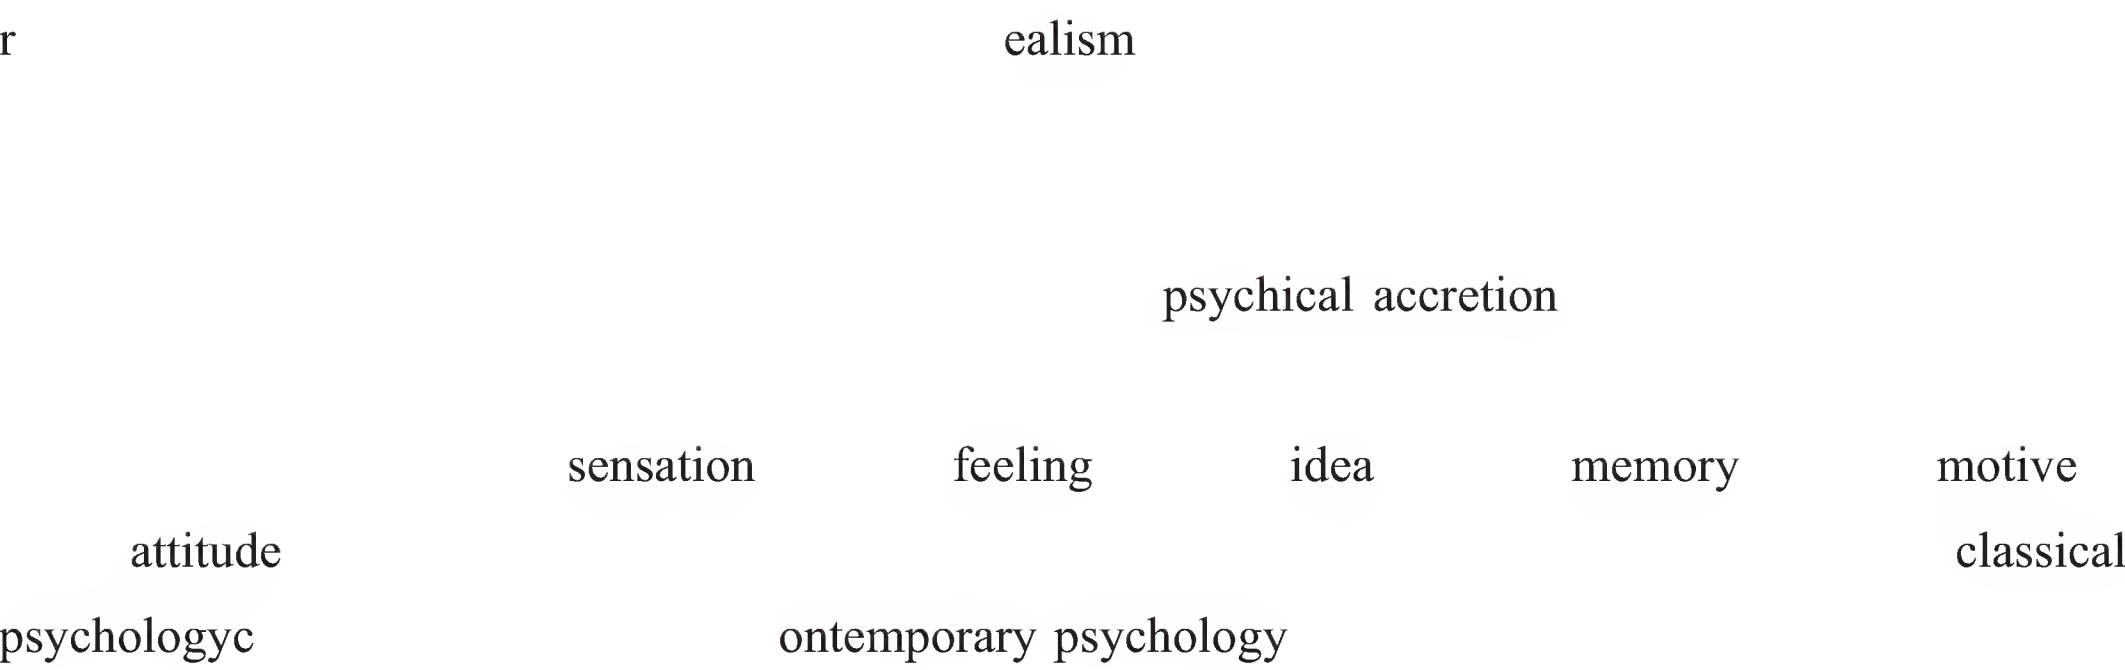 r ealism
psychical accretion
sensation feeling idea memory motive
attitude classical
psychologyc ontemporary psychology